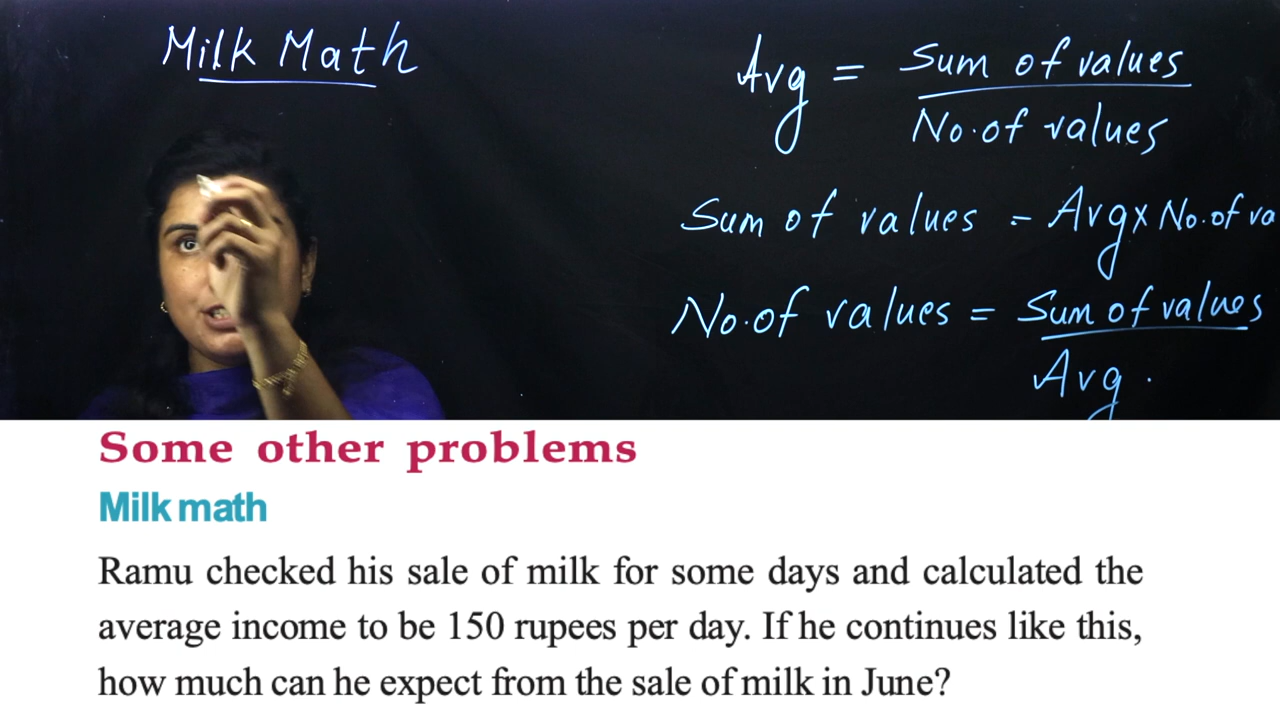 Milk Math
Avg = Sum of values / No. of values
Sum of values = Avg x No. of va
No. of values = Sum of values / Avg.
Some other problems
Milk math
Ramu checked his sale of milk for some days and calculated the
average income to be 150 rupees per day. If he continues like this,
how much can he expect from the sale of milk in June?